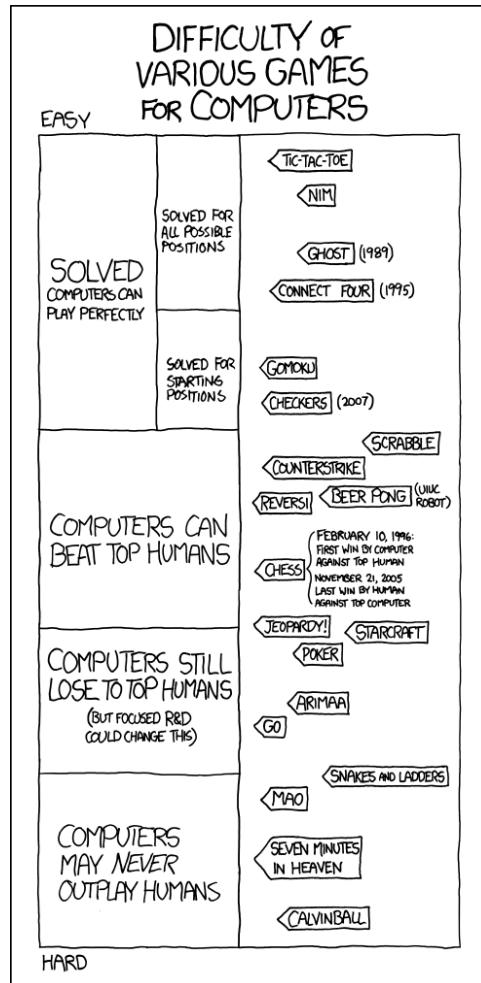 DIFFICULTY OF
VARIOUS GAMES
FOR COMPUTERS
EASY
SOLVED
COMPUTERS CAN
PLAY PERFECTLY
SOLVED FOR
ALL POSSIBLE
POSITIONS
TIC-TAC-TOE
NIM
GHOST (1989)
CONNECT FOUR (1995)
SOLVED FOR
STARTING
POSITIONS
GOMOKU
CHECKERS (2007)
COMPUTERS CAN
BEAT TOP HUMANS
SCRABBLE
COUNTERSTRIKE
REVERSI
BEER PONG (UIUC
ROBOT)
CHESS
FEBRUARY 10, 1996:
FIRST WIN BY COMPUTER
AGAINST TOP HUMAN
NOVEMBER 21, 2005
LAST WIN BY HUMAN
AGAINST TOP COMPUTER
COMPUTERS STILL
LOSE TO TOP HUMANS
(BUT FOCUSED R&D
COULD CHANGE THIS)
JEOPARDY!
STARCRAFT
POKER
ARIMAA
GO
COMPUTERS
MAY NEVER
OUTPLAY HUMANS
SNAKES AND LADDERS
MAO
SEVEN MINUTES
IN HEAVEN
CALVINBALL
HARD